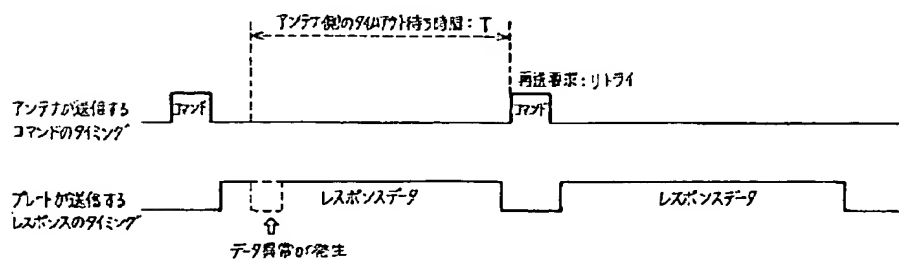 アンテナ側のタイムアウト待ち時間:T
再送要求:リトライ
アンテナが送信する
コマンドのタイミング
コマンド
コマンド
プレートが送信する
レスポンスのタイミング
レスポンスデータ
レスポンスデータ
データ異常が発生